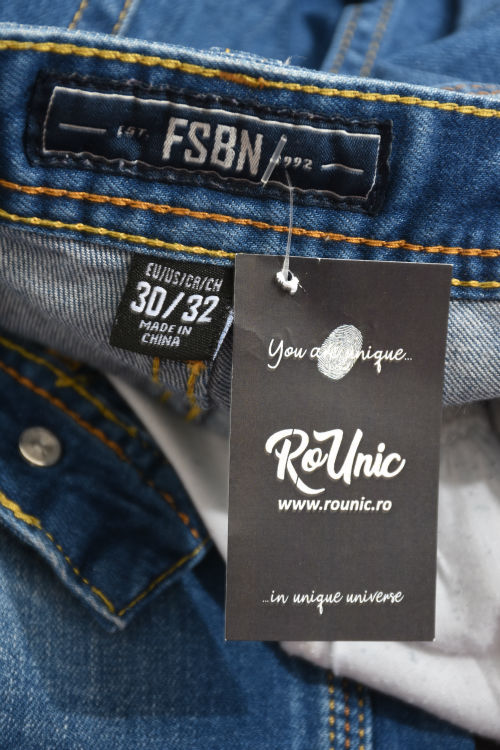 EST. FSBN 1992
EU/US/CA/CH
30/32
MADE IN
CHINA
You are unique...
RoUnic
www.rounic.ro
...in unique universe